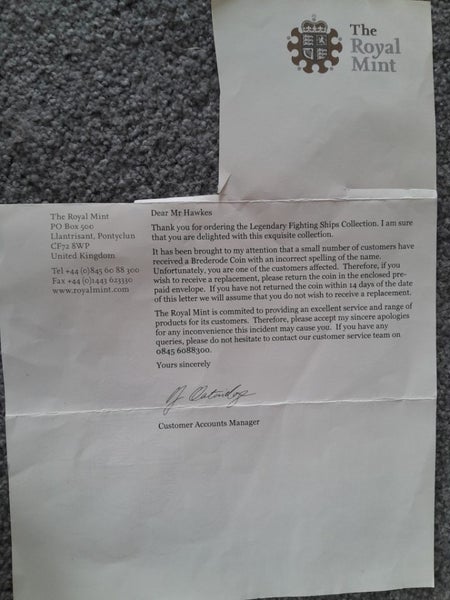 The
Royal
Mint
The Royal Mint
PO Box 500
Llantrisant, Pontyclun
CF72 8WP
United Kingdom
Tel +44 (0)845 60 88 300
Fax +44 (0)1443 623330
www.royalmint.com
Dear Mr Hawkes
Thank you for ordering the Legendary Fighting Ships Collection. I am sure
that you are delighted with this exquisite collection.
It has been brought to my attention that a small number of customers have
received a Brederode Coin with an incorrect spelling of the name.
Unfortunately, you are one of the customers affected. Therefore, if you
wish to receive a replacement, please return the coin in the enclosed pre-
paid envelope. If you have not returned the coin within 14 days of the date
of this letter we will assume that you do not wish to receive a replacement.
The Royal Mint is commited to providing an excellent service and range of
products for its customers. Therefore, please accept my sincere apologies
for any inconvenience this incident may cause you. If you have any
queries, please do not hesitate to contact our customer service team on
0845 6088300.
Yours sincerely
Customer Accounts Manager